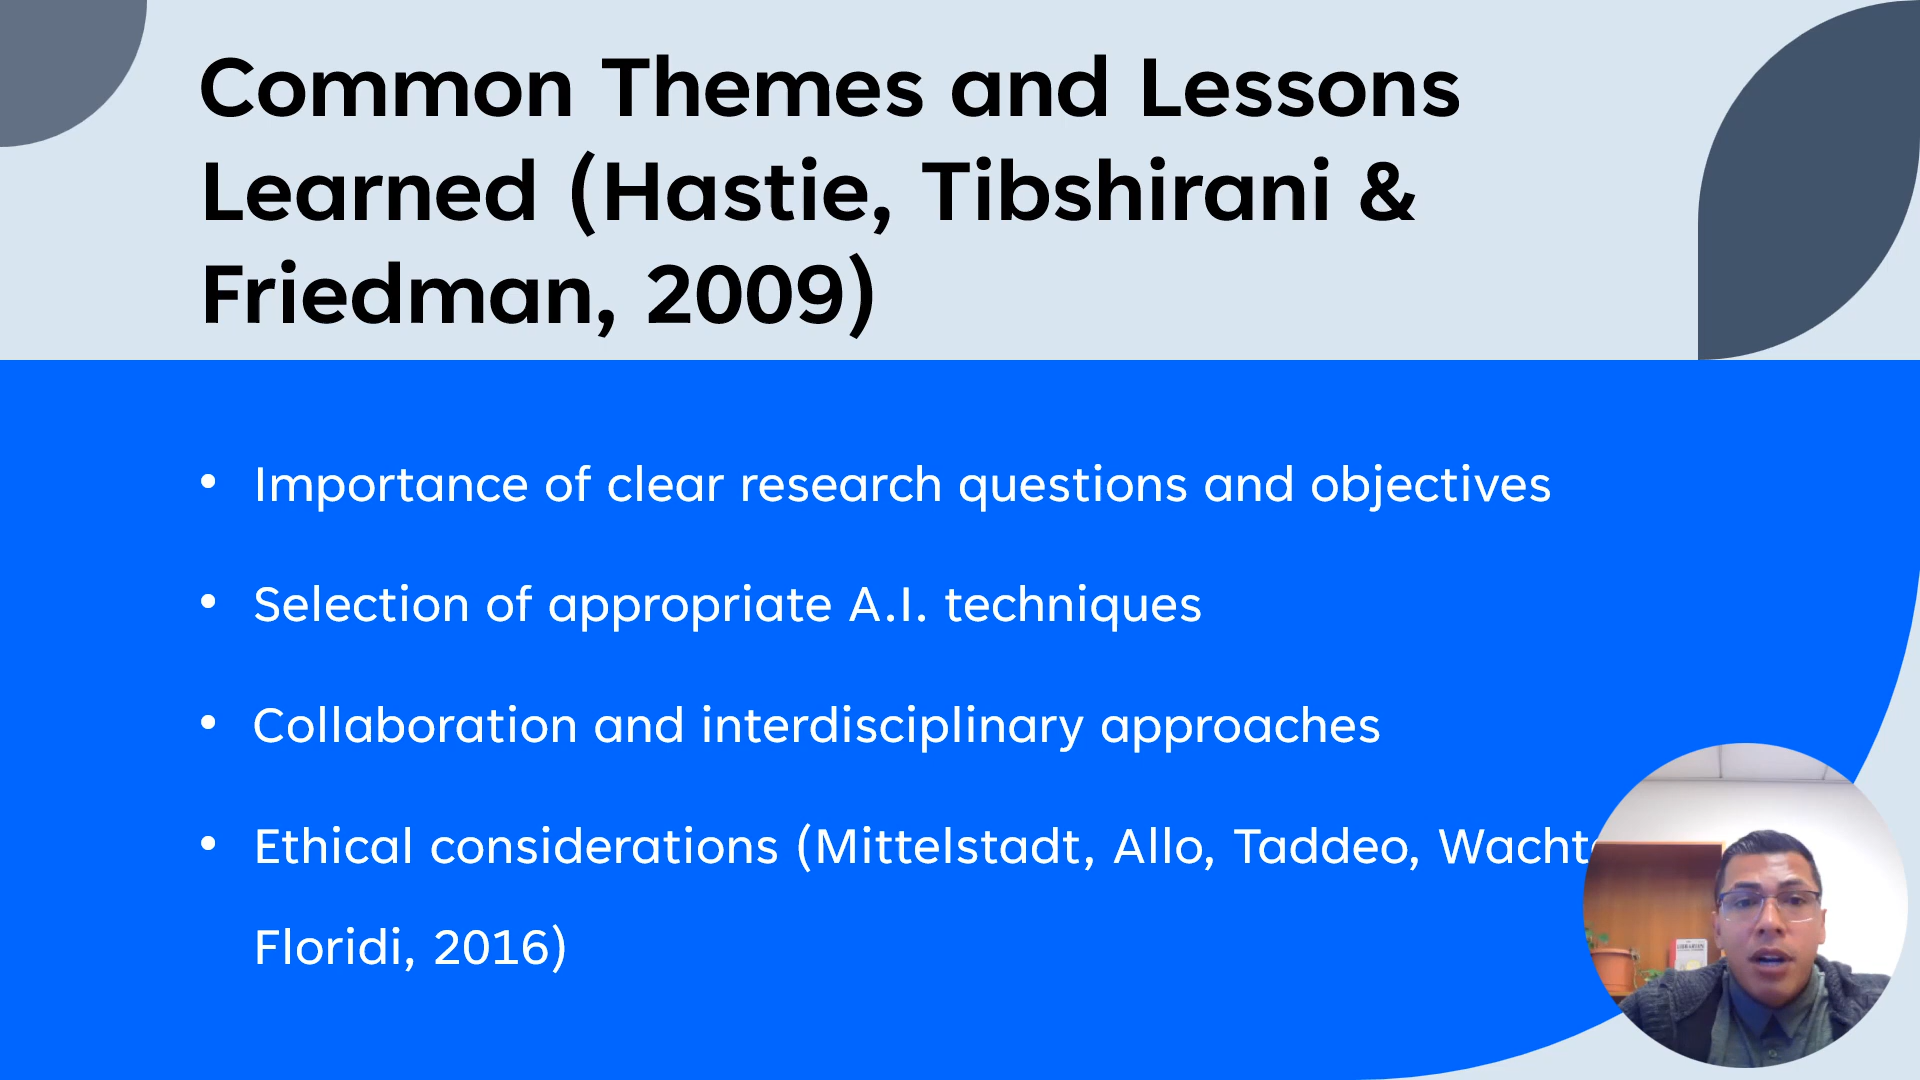 Common Themes and Lessons
Learned (Hastie, Tibshirani &
Friedman, 2009)
• Importance of clear research questions and objectives
• Selection of appropriate A.I. techniques
• Collaboration and interdisciplinary approaches
• Ethical considerations (Mittelstadt, Allo, Taddeo,
Floridi, 2016)